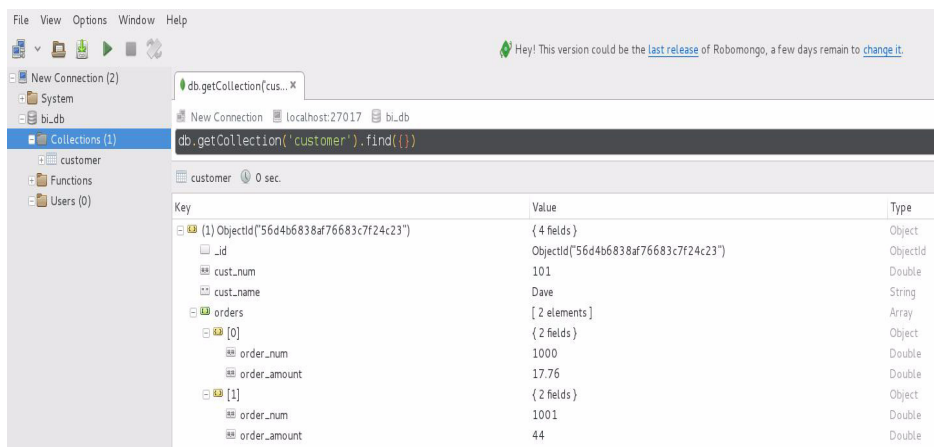 File View Options Window Help
Hey! This version could be the last release of Robomongo, a few days remain to change it.
New Connection (2)
System
bi_db
Collections (1)
customer
Functions
Users (0)
db.getCollection('cus...
New Connection localhost:27017 bi_db
db.getCollection('customer').find({})
customer 0 sec.
Key Value Type
(1) ObjectId("56d4b6838af76683c7f24c23") { 4 fields } Object
_id ObjectId("56d4b6838af76683c7f24c23") ObjectId
cust_num 101 Double
cust_name Dave String
orders [ 2 elements ] Array
[0] { 2 fields } Object
order_num 1000 Double
order_amount 17.76 Double
[1] { 2 fields } Object
order_num 1001 Double
order_amount 44 Double